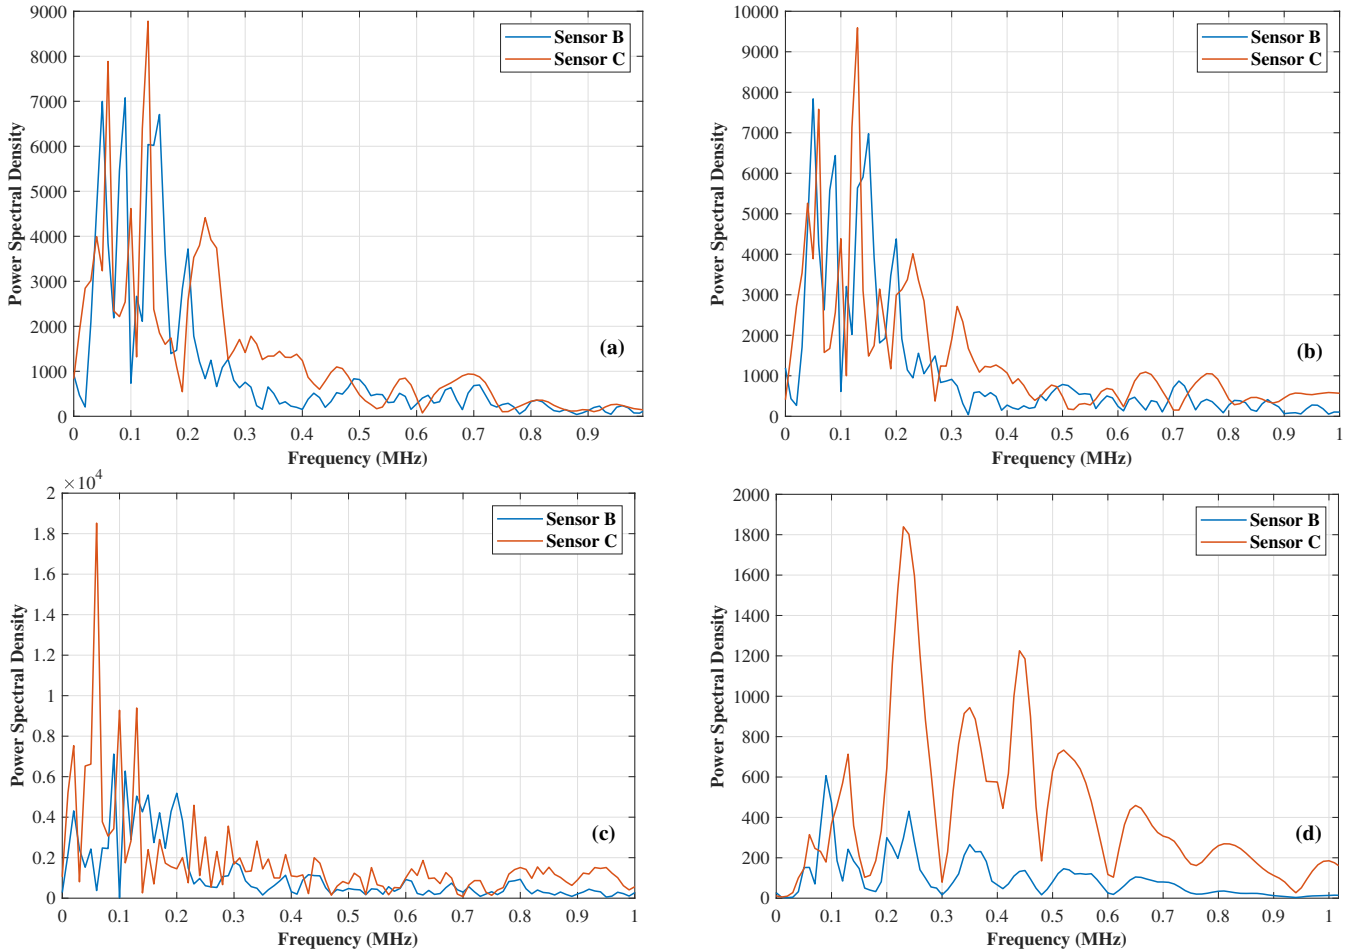 9000
8000
7000
6000
5000
4000
3000
2000
1000
0
Power Spectral Density
Sensor B
Sensor C
(a)
0 0.1 0.2 0.3 0.4 0.5 0.6 0.7 0.8 0.9
Frequency (MHz)
10000
9000
8000
7000
6000
5000
4000
3000
2000
1000
0
Power Spectral Density
Sensor B
Sensor C
(b)
0 0.1 0.2 0.3 0.4 0.5 0.6 0.7 0.8 0.9 1
Frequency (MHz)
×10^4
2
1.8
1.6
1.4
1.2
1
0.8
0.6
0.4
0.2
0
Power Spectral Density
Sensor B
Sensor C
(c)
0 0.1 0.2 0.3 0.4 0.5 0.6 0.7 0.8 0.9 1
Frequency (MHz)
2000
1800
1600
1400
1200
1000
800
600
400
200
0
Power Spectral Density
Sensor B
Sensor C
(d)
0 0.1 0.2 0.3 0.4 0.5 0.6 0.7 0.8 0.9 1
Frequency (MHz)